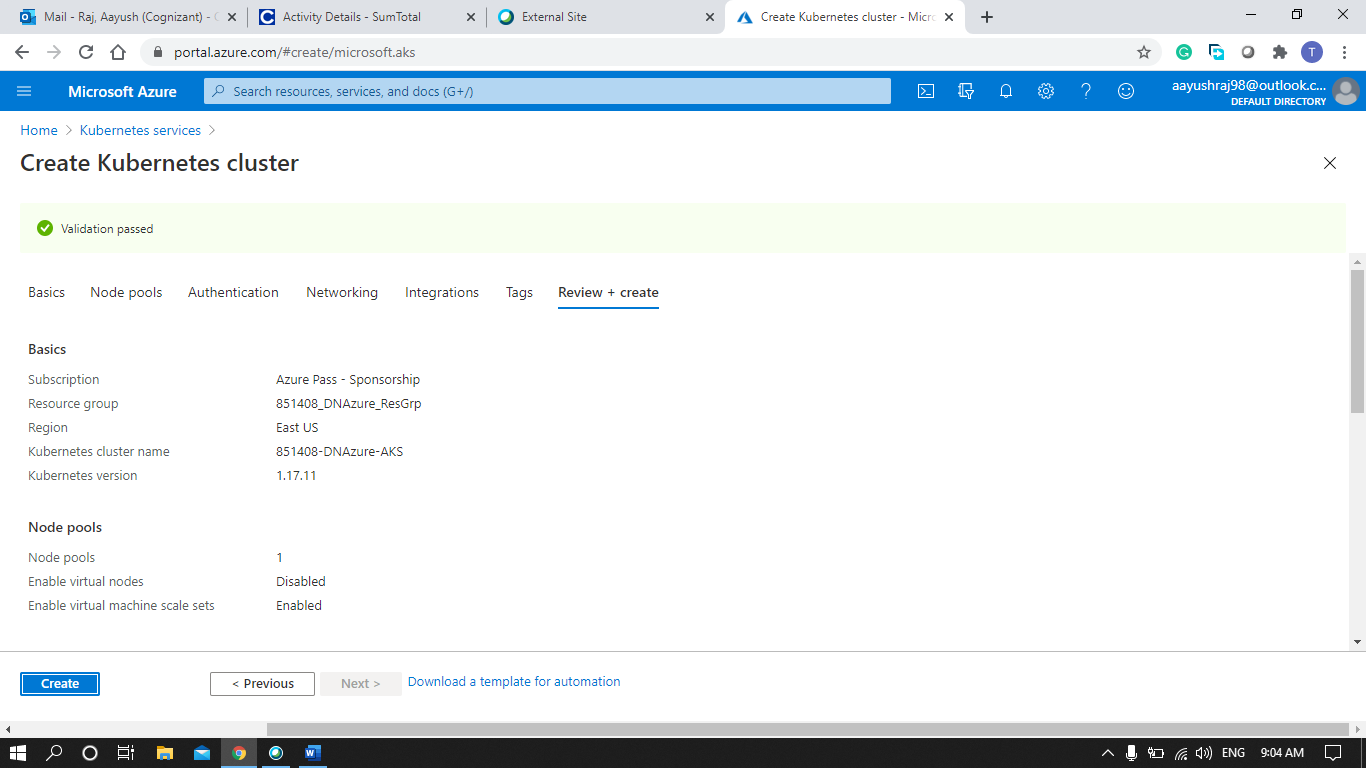 Mail - Raj, Aayush (Cognizant) -
Activity Details - SumTotal
External Site
Create Kubernetes cluster - Micr
portal.azure.com/#create/microsoft.aks
T
Microsoft Azure
Search resources, services, and docs (G+/)
aayushraj98@outlook.c...
DEFAULT DIRECTORY
Home > Kubernetes services >
Create Kubernetes cluster
Validation passed
Basics Node pools Authentication Networking Integrations Tags Review + create
Basics
Subscription Azure Pass - Sponsorship
Resource group 851408_DNAzure_ResGrp
Region East US
Kubernetes cluster name 851408-DNAzure-AKS
Kubernetes version 1.17.11
Node pools
Node pools 1
Enable virtual nodes Disabled
Enable virtual machine scale sets Enabled
Create < Previous Next > Download a template for automation
ENG 9:04 AM